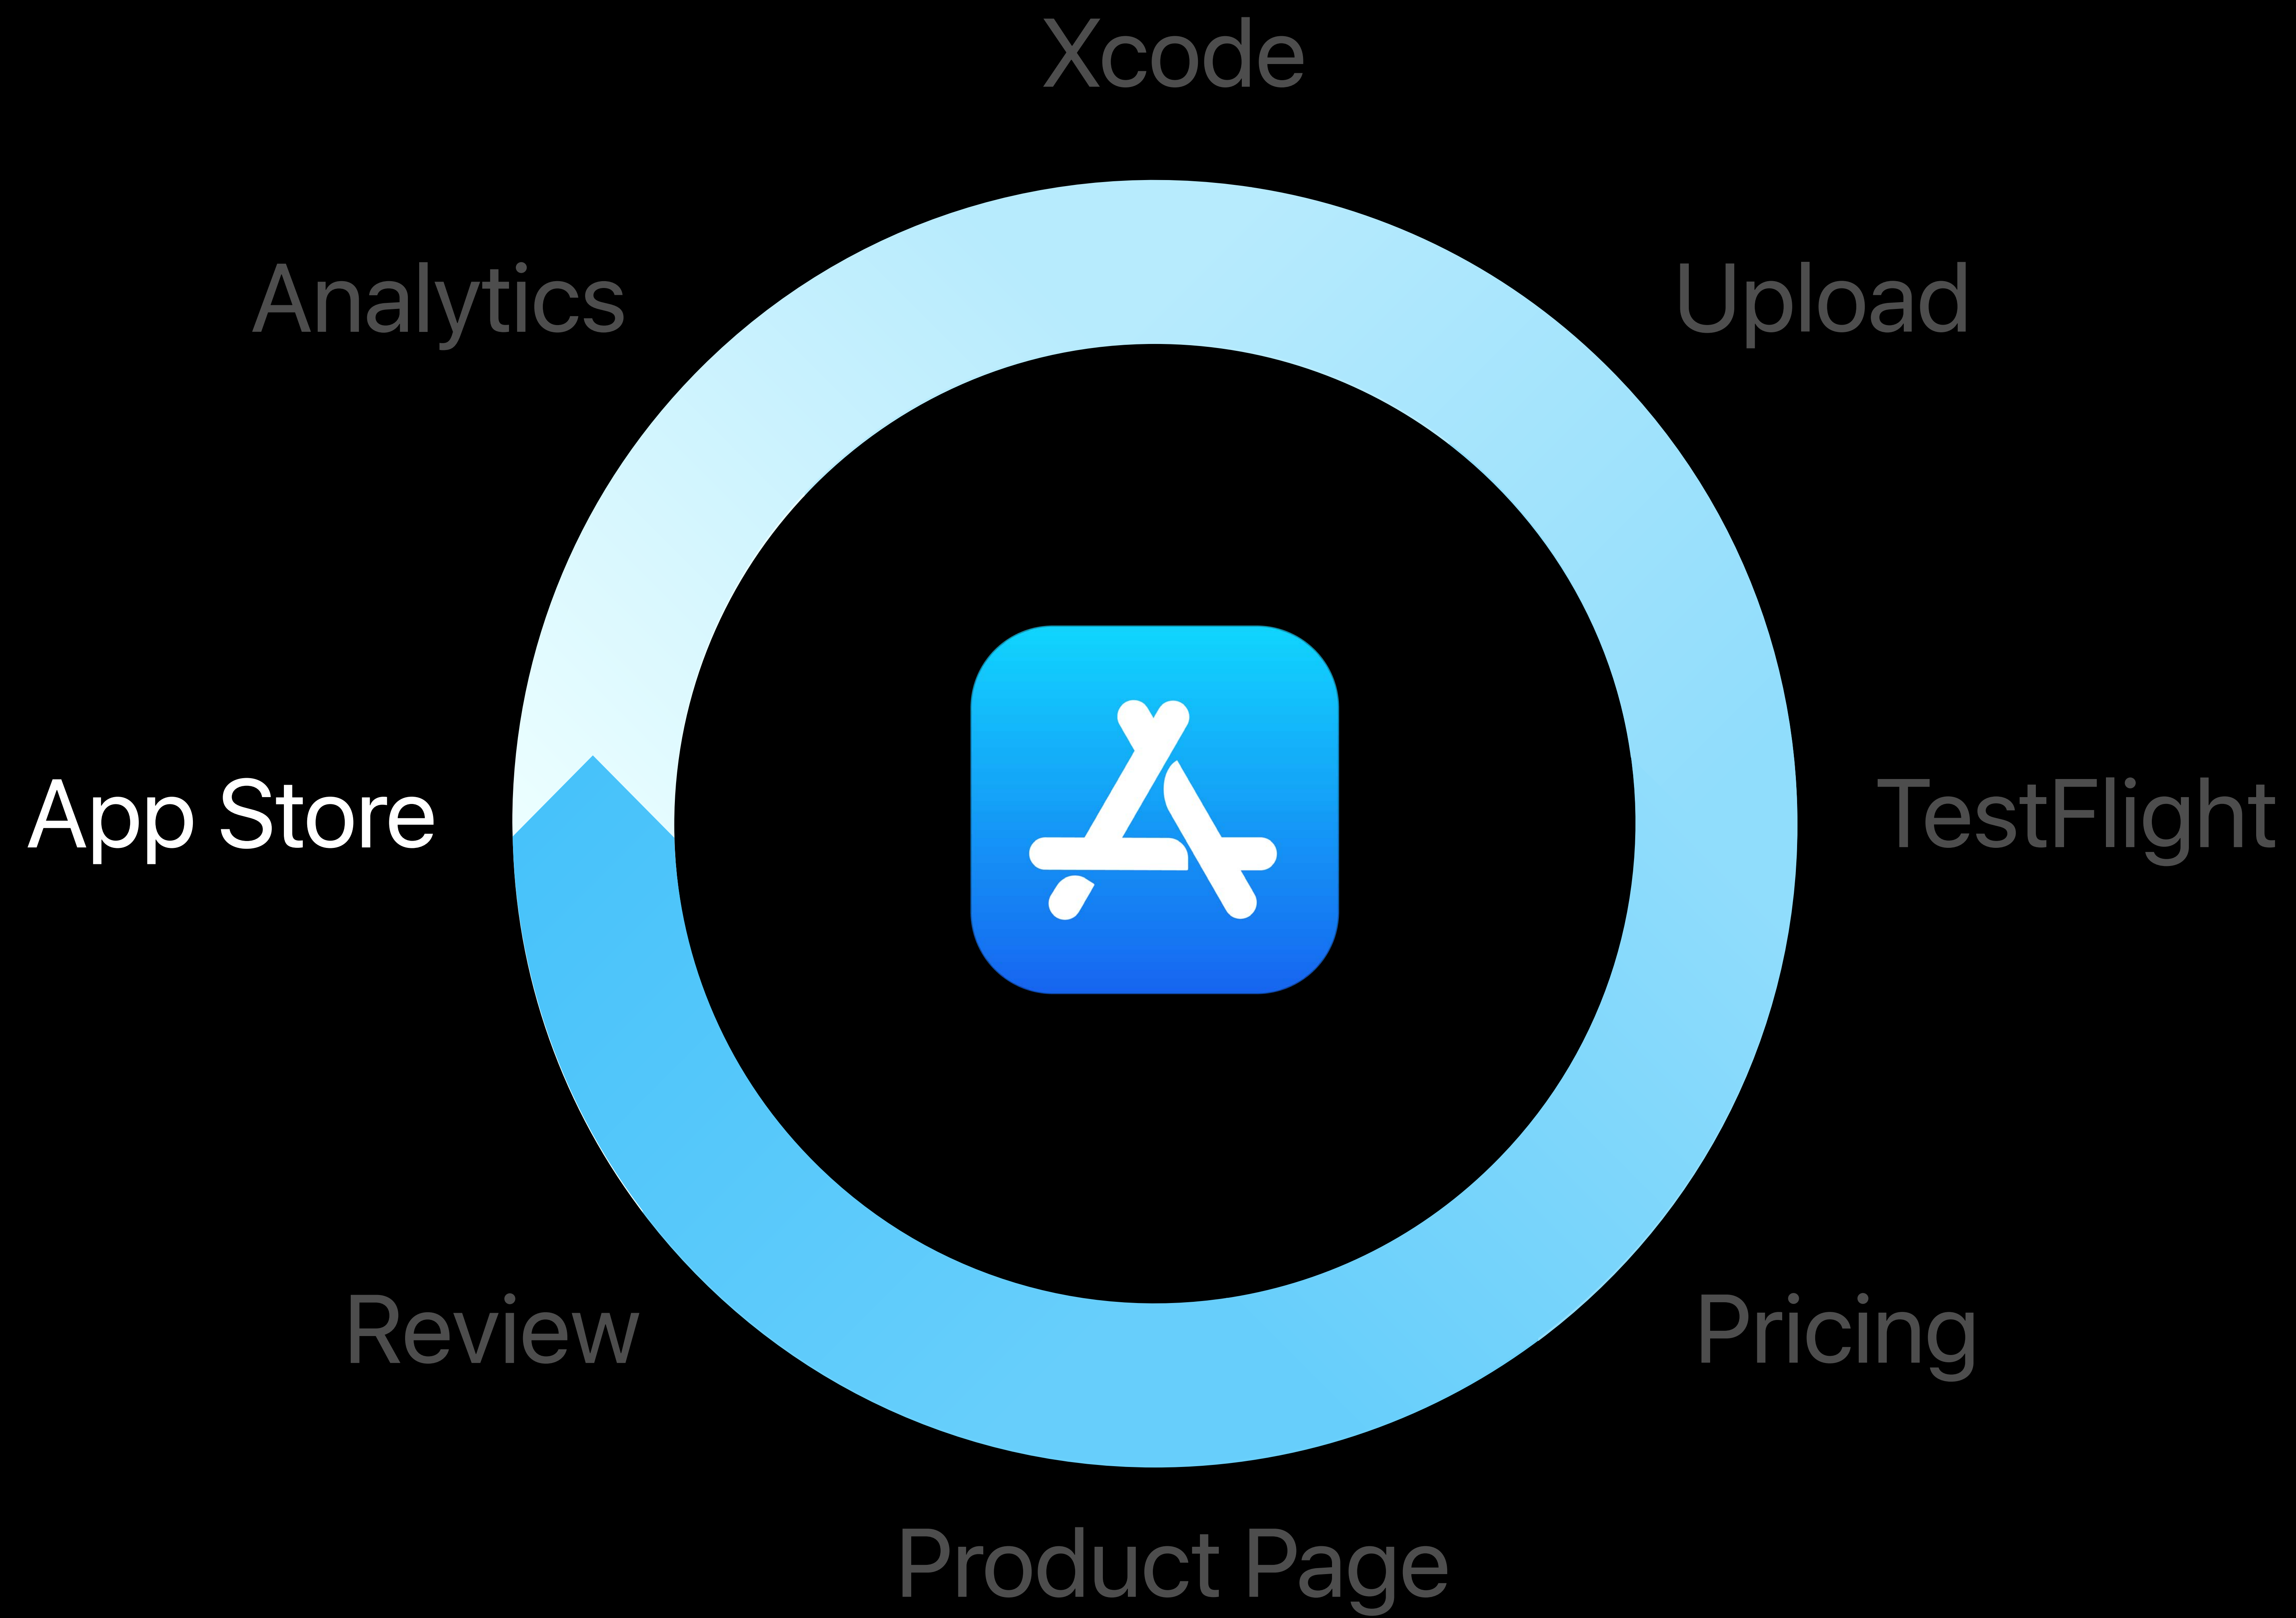 Xcode
Analytics
Upload
App Store
TestFlight
Review
Pricing
Product Page